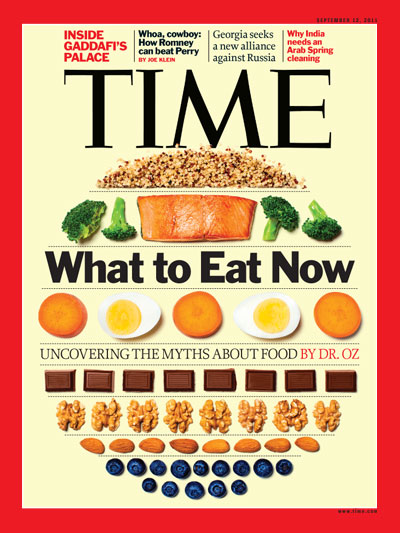 SEPTEMBER 12, 2011
INSIDE
GADDAFI'S
PALACE
Whoa, cowboy:
How Romney
can beat Perry
BY JOE KLEIN
Georgia seeks
a new alliance
against Russia
Why India
needs an
Arab Spring
cleaning
TIME
What to Eat Now
UNCOVERING THE MYTHS ABOUT FOOD BY DR. OZ
www.time.com